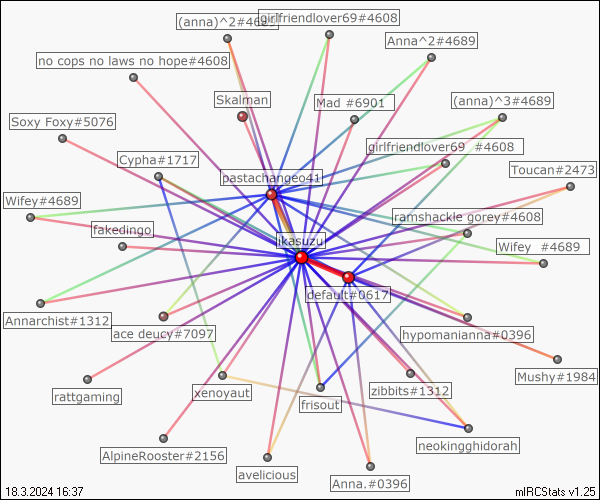 (anna)^2#4689
girlfriendlover69#4608
Anna^2#4689
no cops no laws no hope#4608
Skalman
Mad #6901
(anna)^3#4689
Soxy Foxy#5076
Cypha#1717
girlfriendlover69 #4608
Toucan#2473
pastachangeo41
Wifey#4689
ramshackle gorey#4608
fakedingo
ikasuzu
Wifey #4689
default#0617
Annarchist#1312
ace deucy#7097
hypomanianna#0396
Mushy#1984
rattgaming
xenoyaut
zibbits#1312
frisout
neokingghidorah
AlpineRooster#2156
avelicious
Anna.#0396
18.3.2024 16:37
mIRCStats v1.25